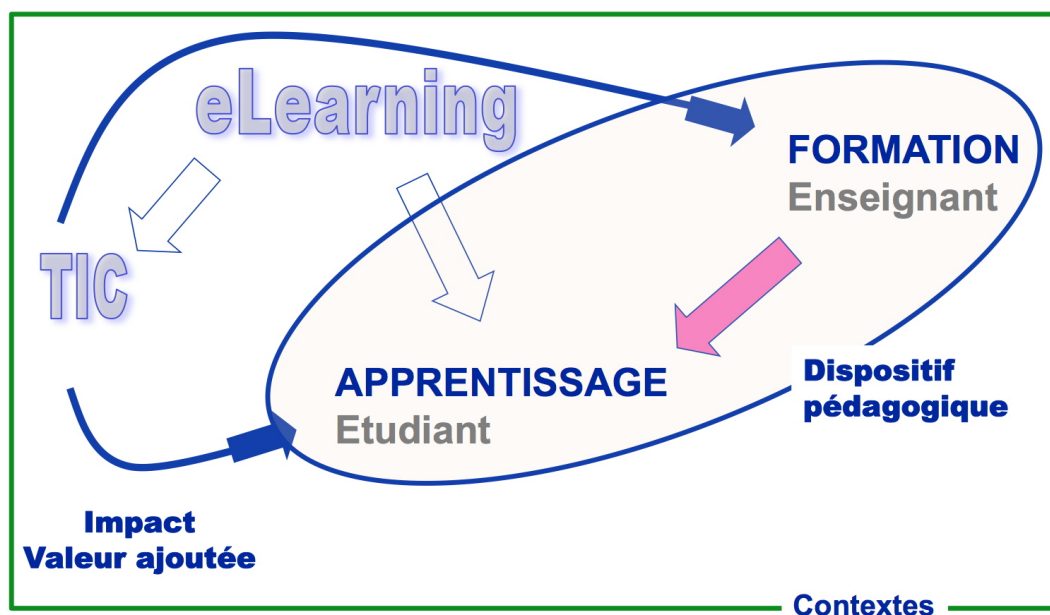 eLearning
FORMATION
Enseignant
TIC
APPRENTISSAGE
Etudiant
Dispositif
pédagogique
Impact
Valeur ajoutée
Contextes